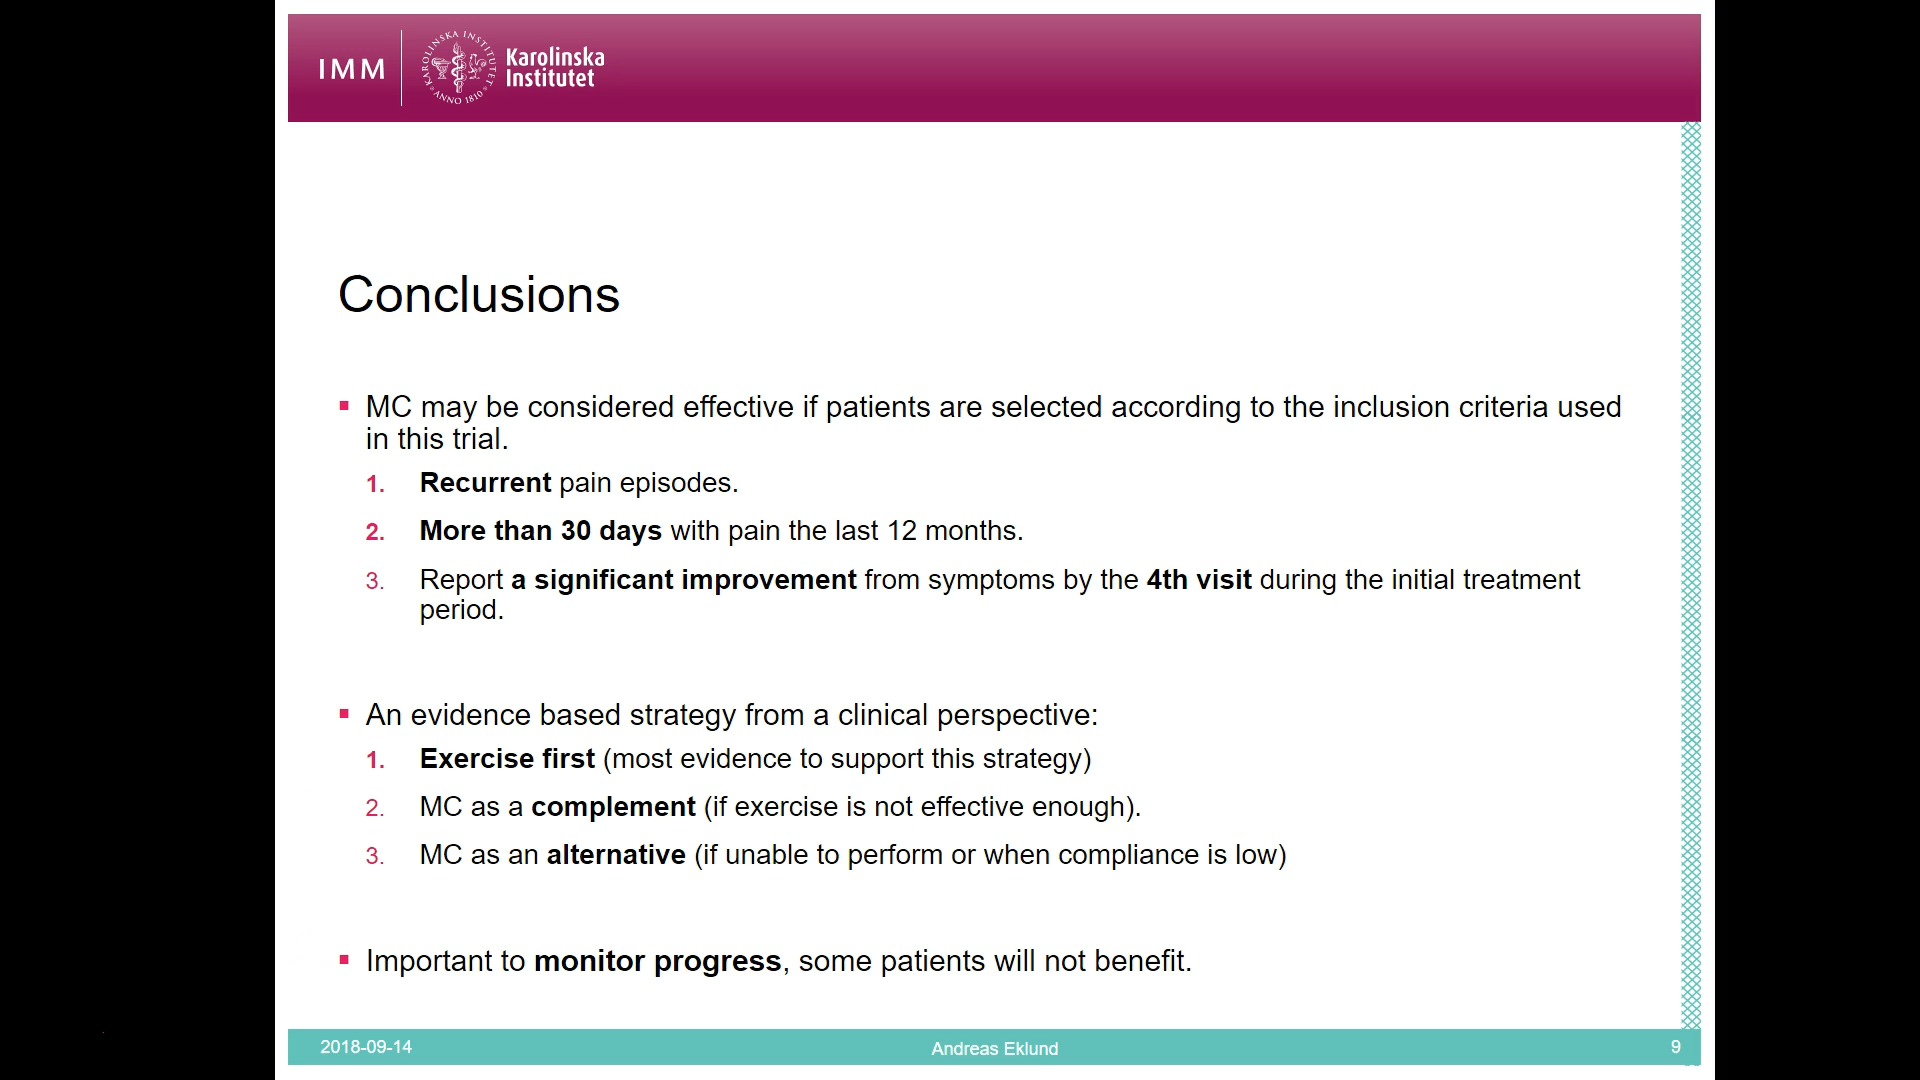 IMM
KAROLINSKA INSTITUTET
ANNO 1810
Karolinska
Institutet
Conclusions
▪ MC may be considered effective if patients are selected according to the inclusion criteria used
in this trial.
1. Recurrent pain episodes.
2. More than 30 days with pain the last 12 months.
3. Report a significant improvement from symptoms by the 4th visit during the initial treatment
period.
▪ An evidence based strategy from a clinical perspective:
1. Exercise first (most evidence to support this strategy)
2. MC as a complement (if exercise is not effective enough).
3. MC as an alternative (if unable to perform or when compliance is low)
▪ Important to monitor progress, some patients will not benefit.
2018-09-14
Andreas Eklund
9